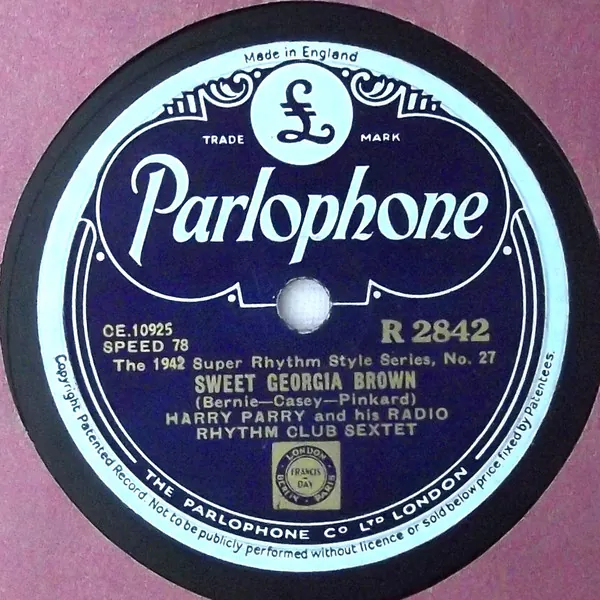 Made in England
£
TRADE MARK
Parlophone
CE.10925
SPEED 78
R 2842
The 1942 Super Rhythm Style Series, No. 27
SWEET GEORGIA BROWN
(Bernie—Casey—Pinkard)
HARRY PARRY and his RADIO
RHYTHM CLUB SEXTET
LONDON
FRANCIS
DAY
BERLIN
PARIS
THE PARLOPHONE CO LTD LONDON
Copyright Patented Record. Not to be publicly performed without licence or sold below price fixed by Patentees.